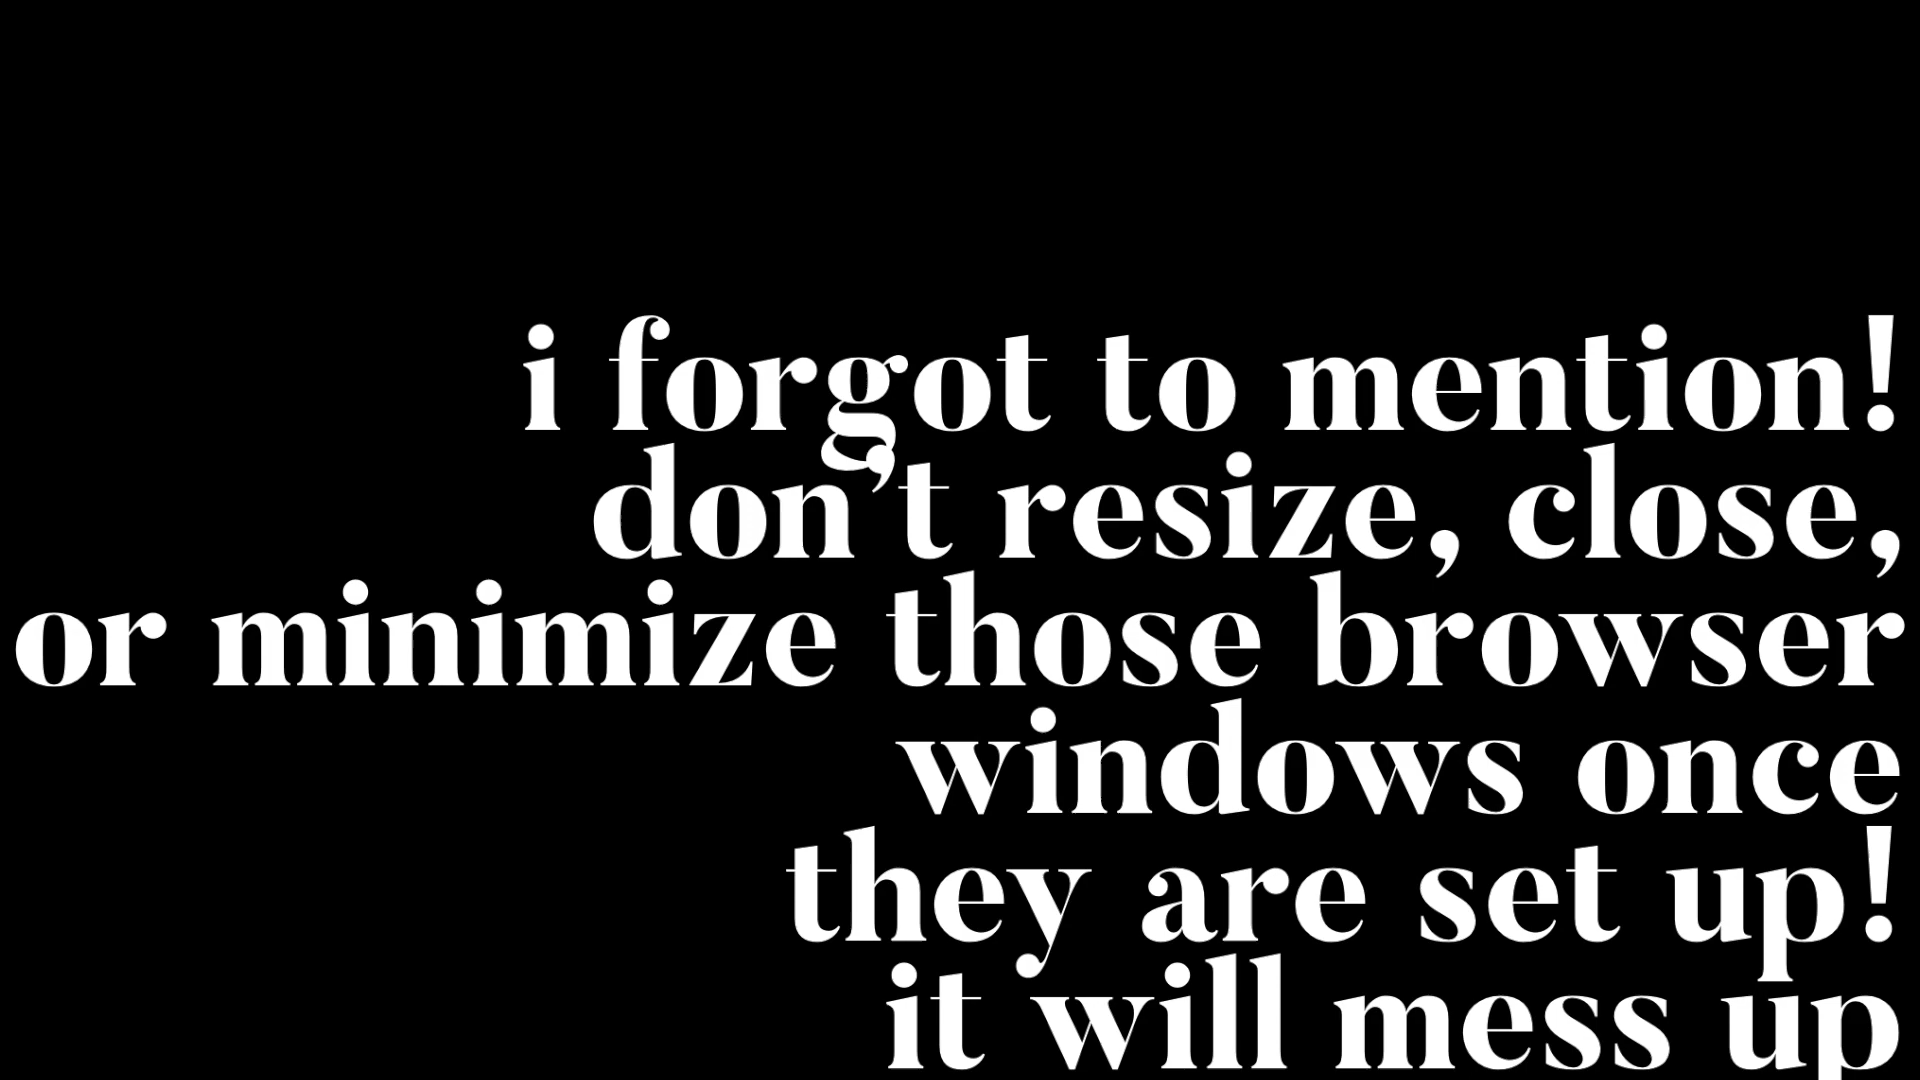 i forgot to mention!
don’t resize, close,
or minimize those browser
windows once
they are set up!
it will mess up